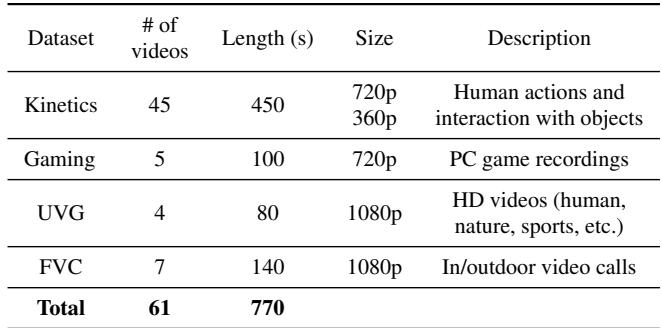 Dataset # of videos Length (s) Size Description
Kinetics 45 450 720p 360p Human actions and interaction with objects
Gaming 5 100 720p PC game recordings
UVG 4 80 1080p HD videos (human, nature, sports, etc.)
FVC 7 140 1080p In/outdoor video calls
Total 61 770